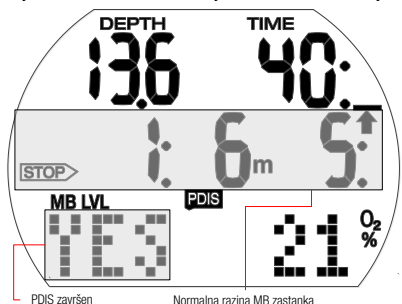 DEPTH TIME
13.6 40:
STOP 1: 6m 5:
MB LVL PDIS
YES 21 O2 %
PDIS završen Normalna razina MB zastanka